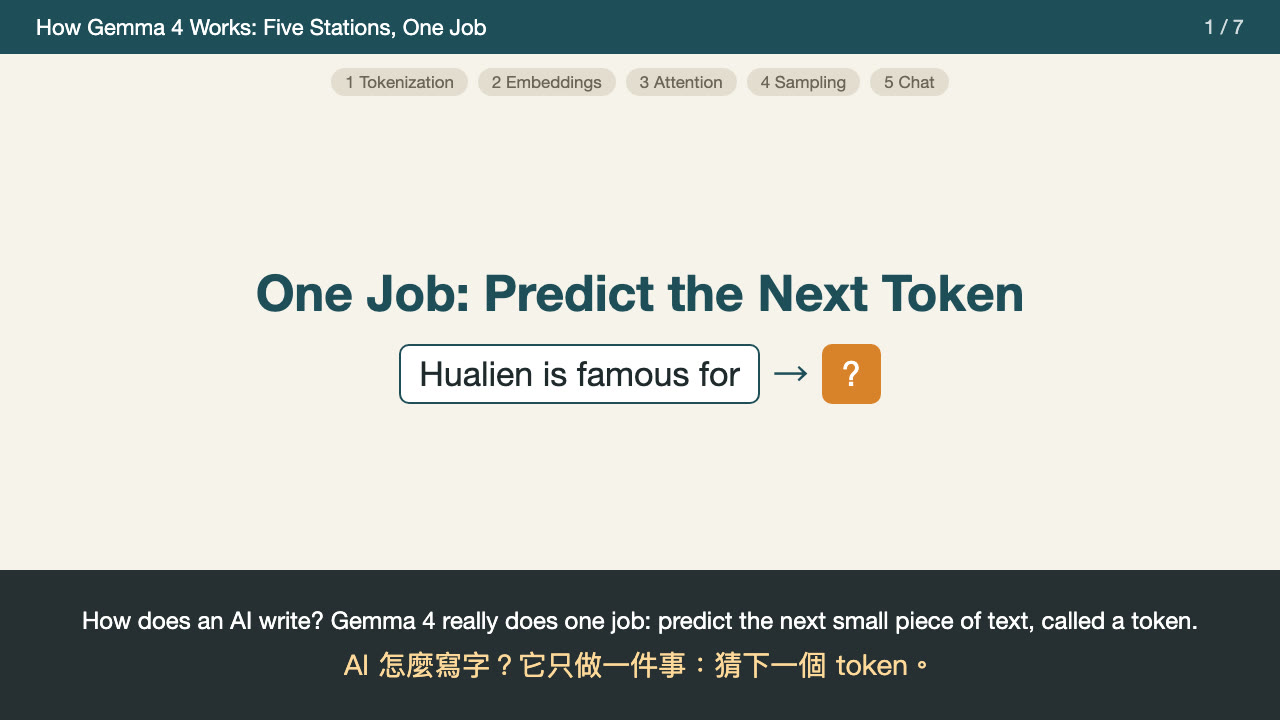 How Gemma 4 Works: Five Stations, One Job
1 / 7
1 Tokenization
2 Embeddings
3 Attention
4 Sampling
5 Chat
One Job: Predict the Next Token
Hualien is famous for → ?
How does an AI write? Gemma 4 really does one job: predict the next small piece of text, called a token.
AI 怎麼寫字？它只做一件事：猜下一個 token。